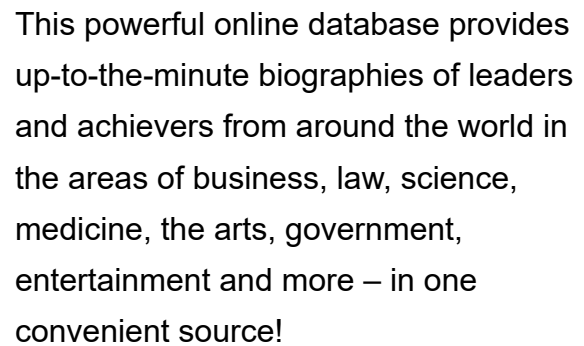 This powerful online database provides
up-to-the-minute biographies of leaders
and achievers from around the world in
the areas of business, law, science,
medicine, the arts, government,
entertainment and more – in one
convenient source!